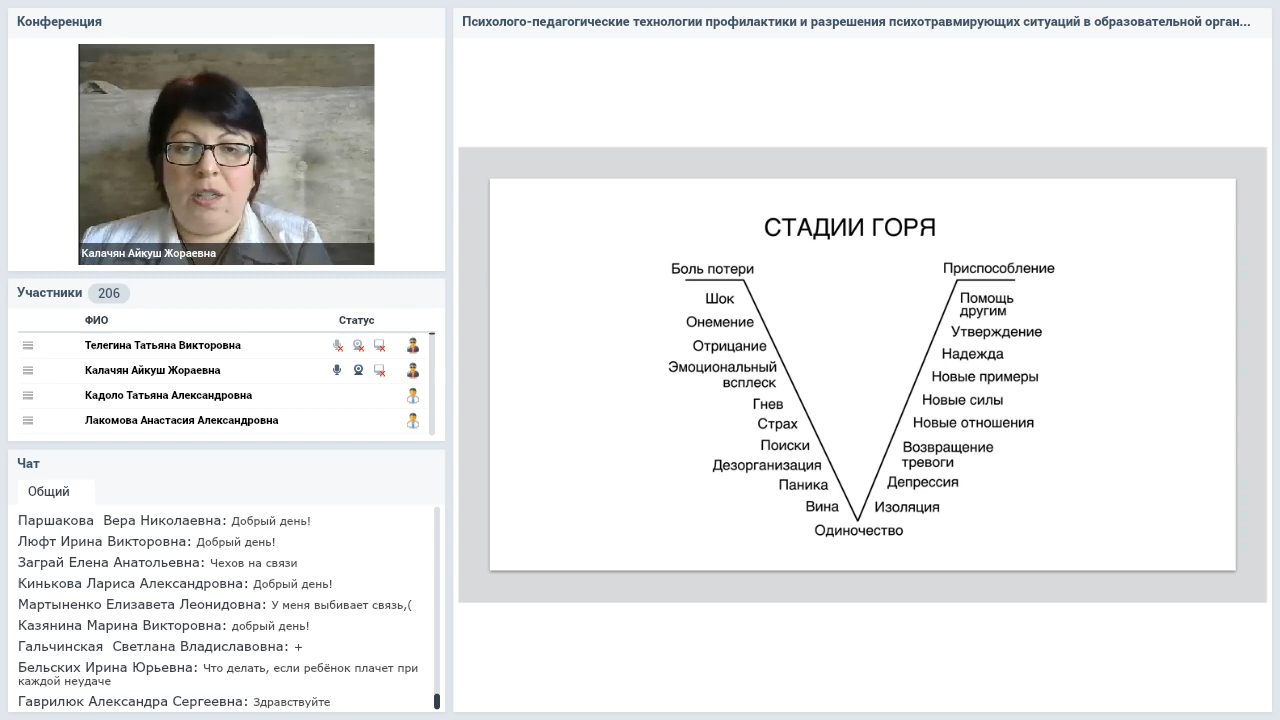 Конференция
Калачян Айкуш Жораевна
Участники 206
ФИО Статус
Телегина Татьяна Викторовна
Калачян Айкуш Жораевна
Кадоло Татьяна Александровна
Лакомова Анастасия Александровна
Чат
Общий
Паршакова Вера Николаевна: Добрый день!
Люфт Ирина Викторовна: Добрый день!
Заграй Елена Анатольевна: Чехов на связи
Кинькова Лариса Александровна: Добрый день!
Мартыненко Елизавета Леонидовна: У меня выбивает связь,(
Казянина Марина Викторовна: добрый день!
Гальчинская Светлана Владиславовна: +
Бельских Ирина Юрьевна: Что делать, если ребёнок плачет при
каждой неудаче
Гаврилюк Александра Сергеевна: Здравствуйте
Психолого-педагогические технологии профилактики и разрешения психотравмирующих ситуаций в образовательной орган...
СТАДИИ ГОРЯ
Боль потери
Шок
Онемение
Отрицание
Эмоциональный
всплеск
Гнев
Страх
Поиски
Дезорганизация
Паника
Вина
Одиночество
Приспособление
Помощь
другим
Утверждение
Надежда
Новые примеры
Новые силы
Новые отношения
Возвращение
тревоги
Депрессия
Изоляция